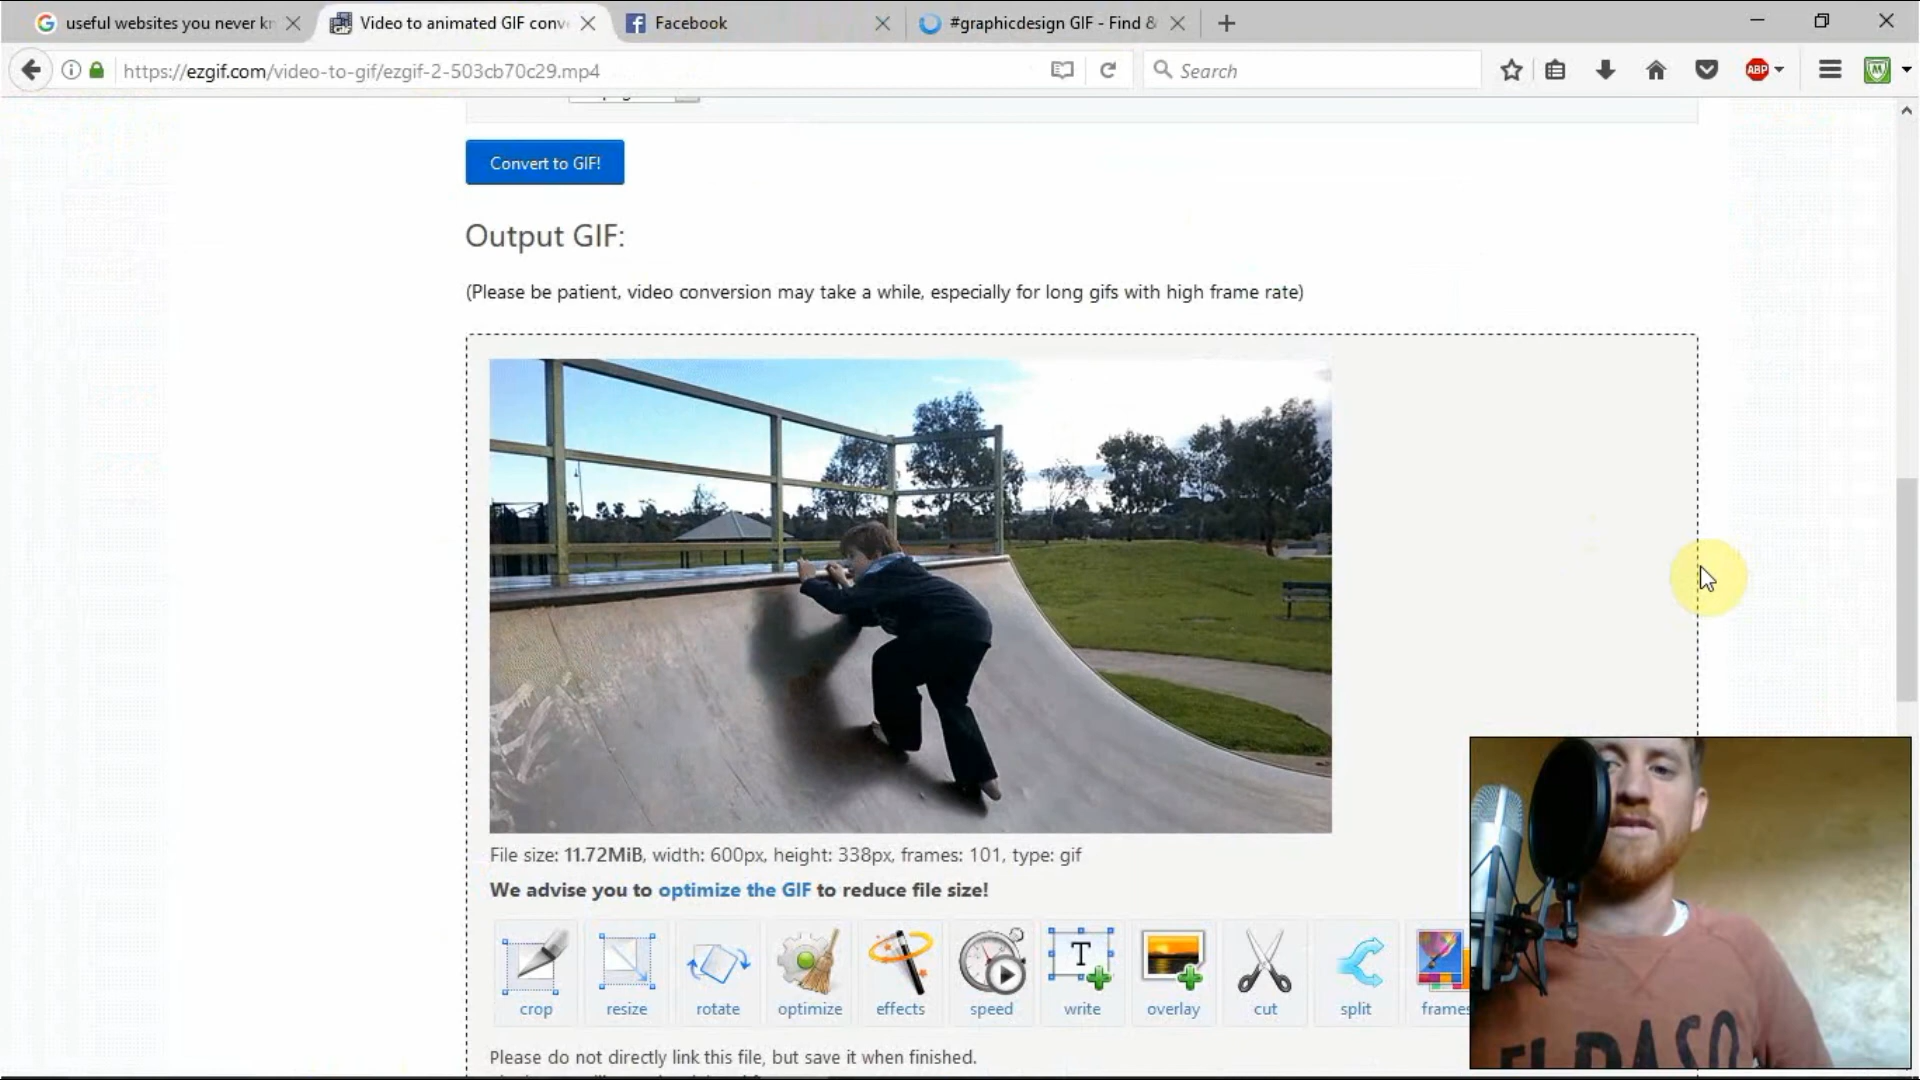 useful websites you never kn
Video to animated GIF conv
Facebook
#graphicdesign GIF - Find &
https://ezgif.com/video-to-gif/ezgif-2-503cb70c29.mp4
Search
ABP
Convert to GIF!
Output GIF:
(Please be patient, video conversion may take a while, especially for long gifs with high frame rate)
File size: 11.72MiB, width: 600px, height: 338px, frames: 101, type: gif
We advise you to optimize the GIF to reduce file size!
T
crop
resize
rotate
optimize
effects
speed
write
overlay
cut
split
frames
Please do not directly link this file, but save it when finished.
EL PASO